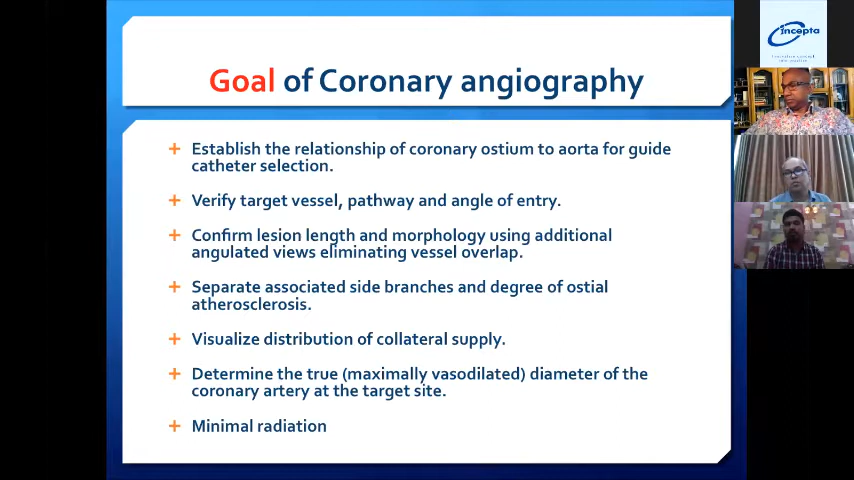 incepta
Goal of Coronary angiography
+ Establish the relationship of coronary ostium to aorta for guide
catheter selection.
+ Verify target vessel, pathway and angle of entry.
+ Confirm lesion length and morphology using additional
angulated views eliminating vessel overlap.
+ Separate associated side branches and degree of ostial
atherosclerosis.
+ Visualize distribution of collateral supply.
+ Determine the true (maximally vasodilated) diameter of the
coronary artery at the target site.
+ Minimal radiation